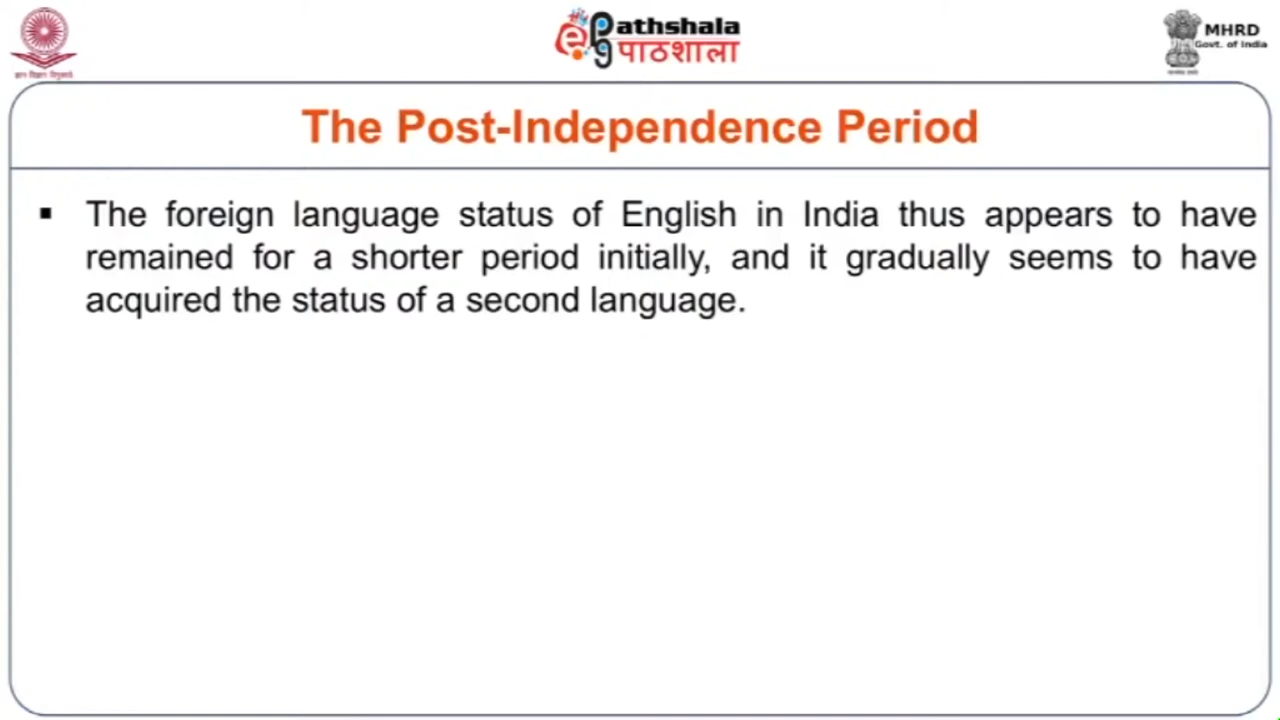 Pathshala
पाठशाला
MHRD
Govt. of India
The Post-Independence Period
▪ The foreign language status of English in India thus appears to have
remained for a shorter period initially, and it gradually seems to have
acquired the status of a second language.